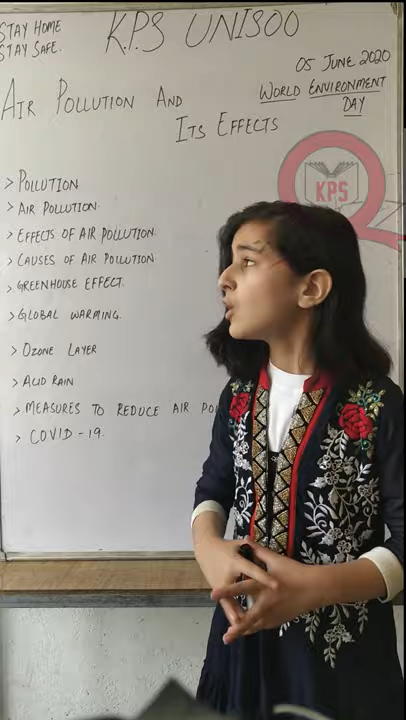 STAY HOME
STAY SAFE.
K.P.S UNISOO
05 JUNE 2020
WORLD ENVIRONMENT
DAY
AIR POLLUTION AND
ITS EFFECTS
KPS
> POLLUTION
> AIR POLLUTION.
> EFFECTS OF AIR POLLUTION.
> CAUSES OF AIR POLLUTION
> GREENHOUSE EFFECT.
> GLOBAL WARMING.
> OZONE LAYER
> ACID RAIN
> MEASURES TO REDUCE AIR
> COVID - 19.